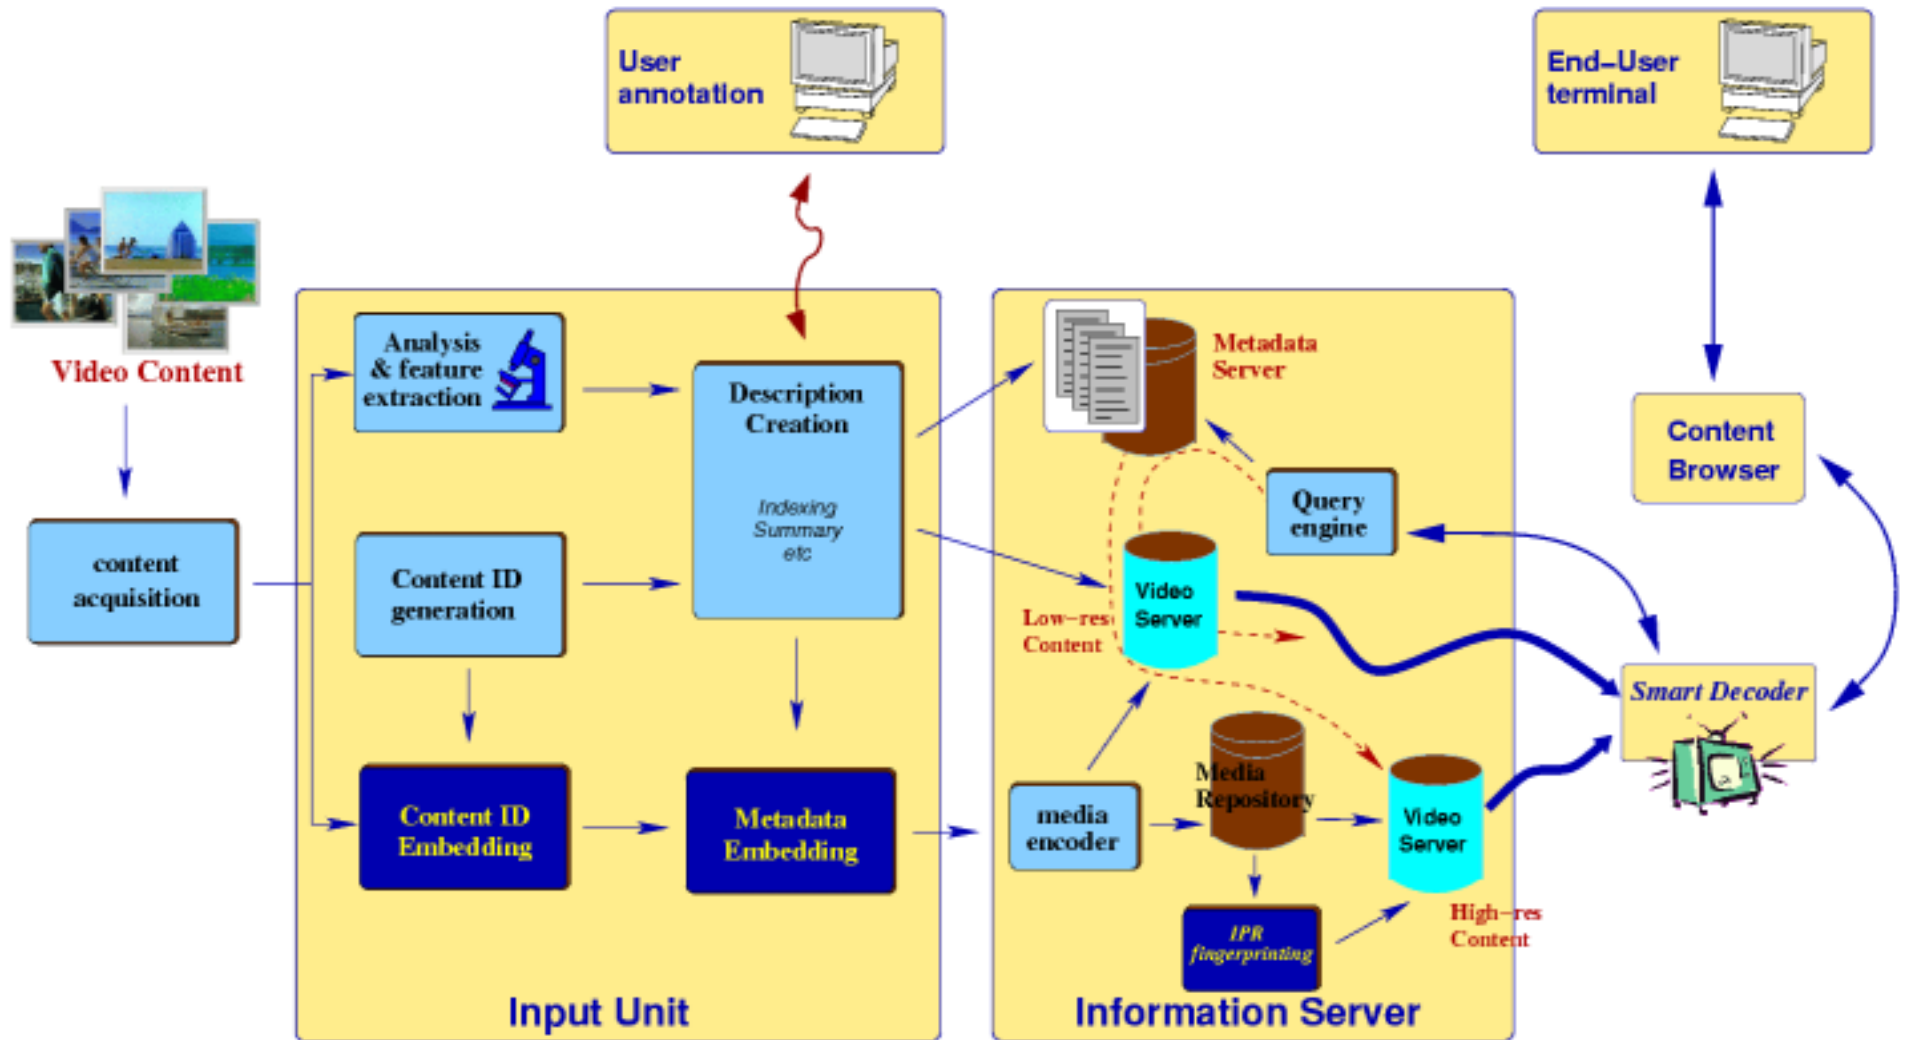 User
annotation
End-User
terminal
Video Content
Analysis
& feature
extraction
Description
Creation
Indexing
Summary
etc
Metadata
Server
Content
Browser
content
acquisition
Content ID
generation
Query
engine
Video
Server
Low-res
Content
Smart Decoder
Content ID
Embedding
Metadata
Embedding
media
encoder
Media
Repository
Video
Server
High-res
Content
IPR
fingerprinting
Input Unit
Information Server